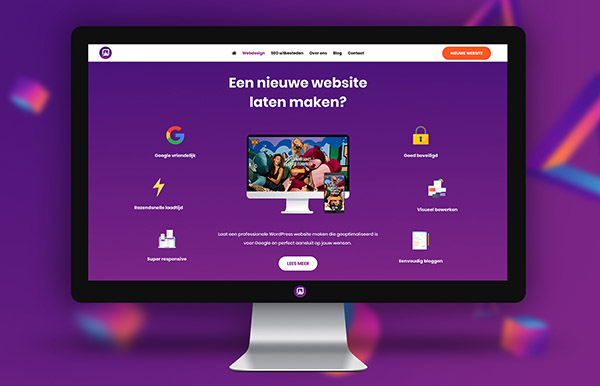 Webdesign SEO uitbesteden Over ons Blog Contact NIEUWE WEBSITE
Een nieuwe website
laten maken?
Google vriendelijk
Goed beveiligd
Razendsnelle laadtijd
Visueel bewerken
Super responsive
Eenvoudig bloggen
Laat een professionele WordPress website maken die geoptimaliseerd is
voor Google en perfect aansluit op jouw wensen.
LEES MEER